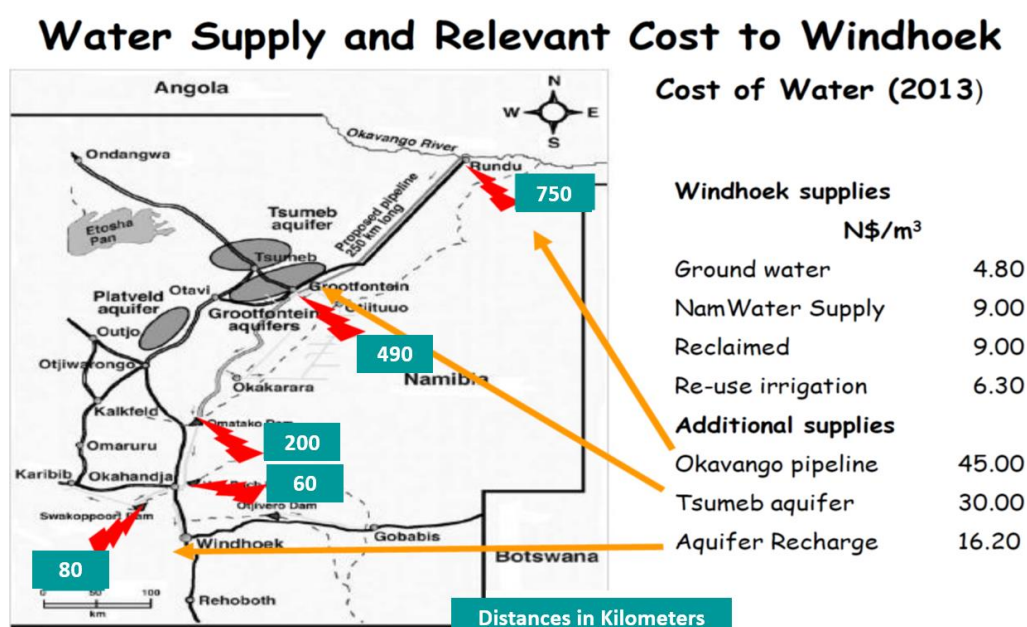 Water Supply and Relevant Cost to Windhoek
Cost of Water (2013)
Windhoek supplies
N$/m³
Ground water 4.80
NamWater Supply 9.00
Reclaimed 9.00
Re-use irrigation 6.30
Additional supplies
Okavango pipeline 45.00
Tsumeb aquifer 30.00
Aquifer Recharge 16.20
Angola
N
W E
S
Okavango River
Ondangwa
Rundu
750
Proposed pipeline
250 km long
Etosha
Pan
Tsumeb
aquifer
Tsumeb
Otavi
Grootfontein
Platveld
aquifer
Grootfontein
aquifers
Outjo
490
Otjiwarongo
Namibia
Okakarara
Kalkfeld
Omatako Dam
200
Omaruru
Karibib
Okahandja
60
Swakoppoort Dam
Otjivero Dam
Windhoek
Gobabis
Botswana
80
0 50 100
km
Rehoboth
Distances in Kilometers